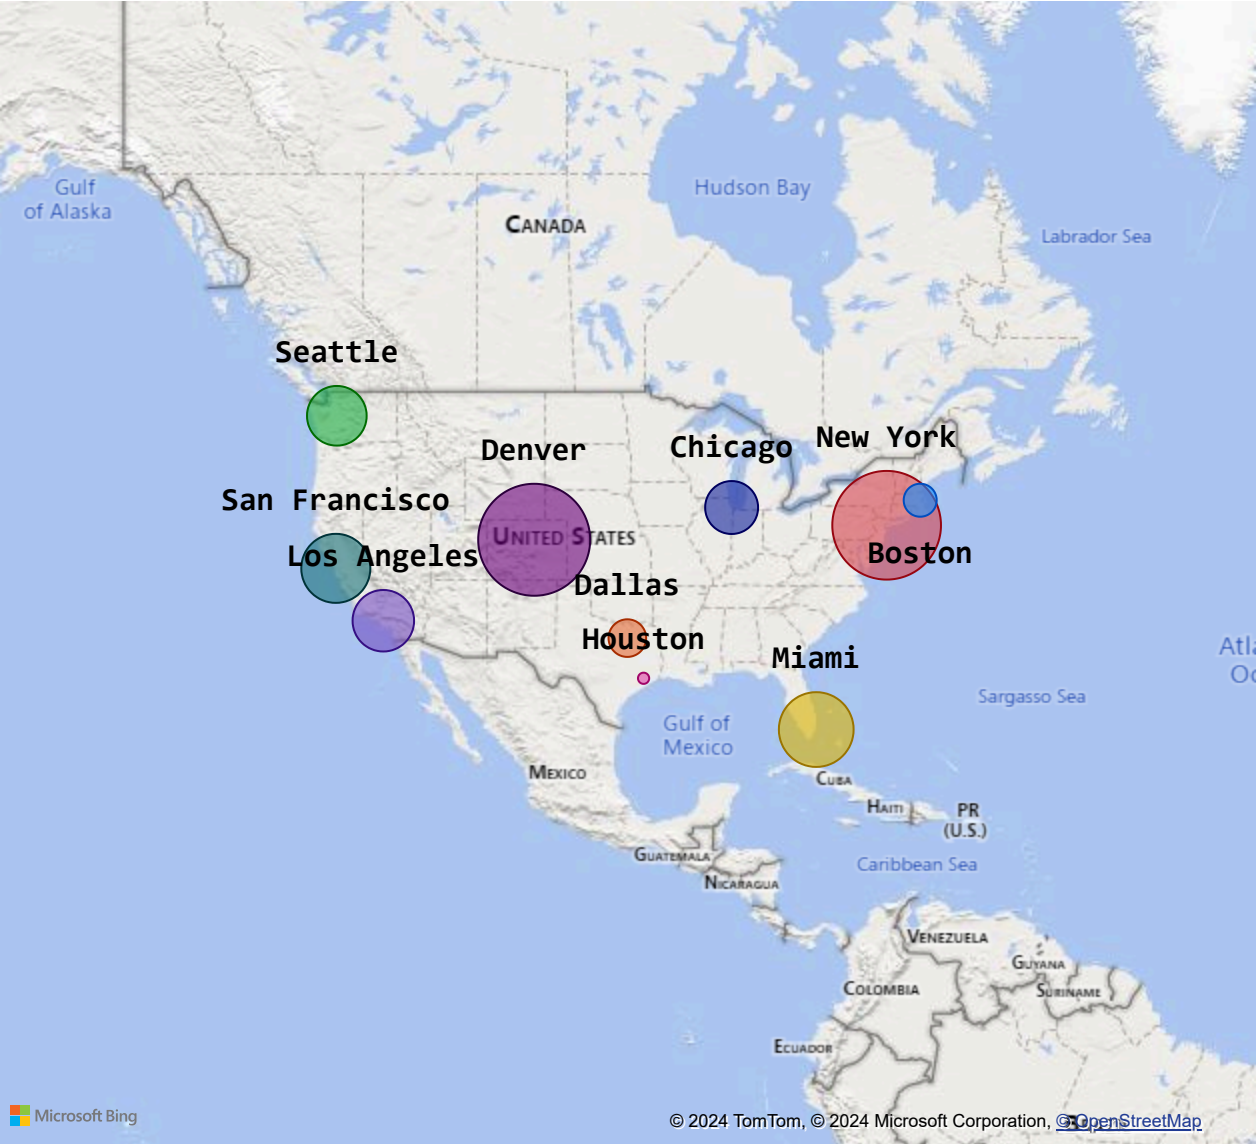 Gulf
of Alaska
Hudson Bay
CANADA
Labrador Sea
Seattle
New York
Chicago
Denver
San Francisco
UNITED STATES
Los Angeles
Boston
Dallas
Houston
Miami
Sargasso Sea
Gulf of
Mexico
MEXICO
CUBA
HAITI
PR
(U.S.)
GUATEMALA
Caribbean Sea
NICARAGUA
VENEZUELA
GUYANA
COLOMBIA
SURINAME
ECUADOR
Microsoft Bing
© 2024 TomTom, © 2024 Microsoft Corporation, © OpenStreetMap